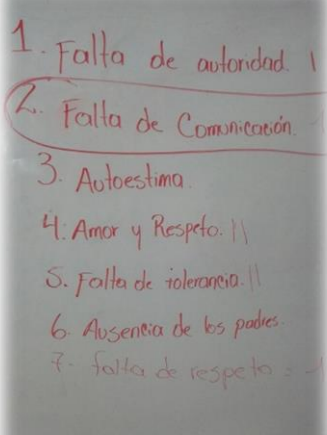 1. Falta de autoridad. |
2. Falta de Comunicación.
3. Autoestima.
4. Amor y Respeto. ||
5. Falta de tolerancia. ||
6. Ausencia de los padres.
7. falta de respeto =